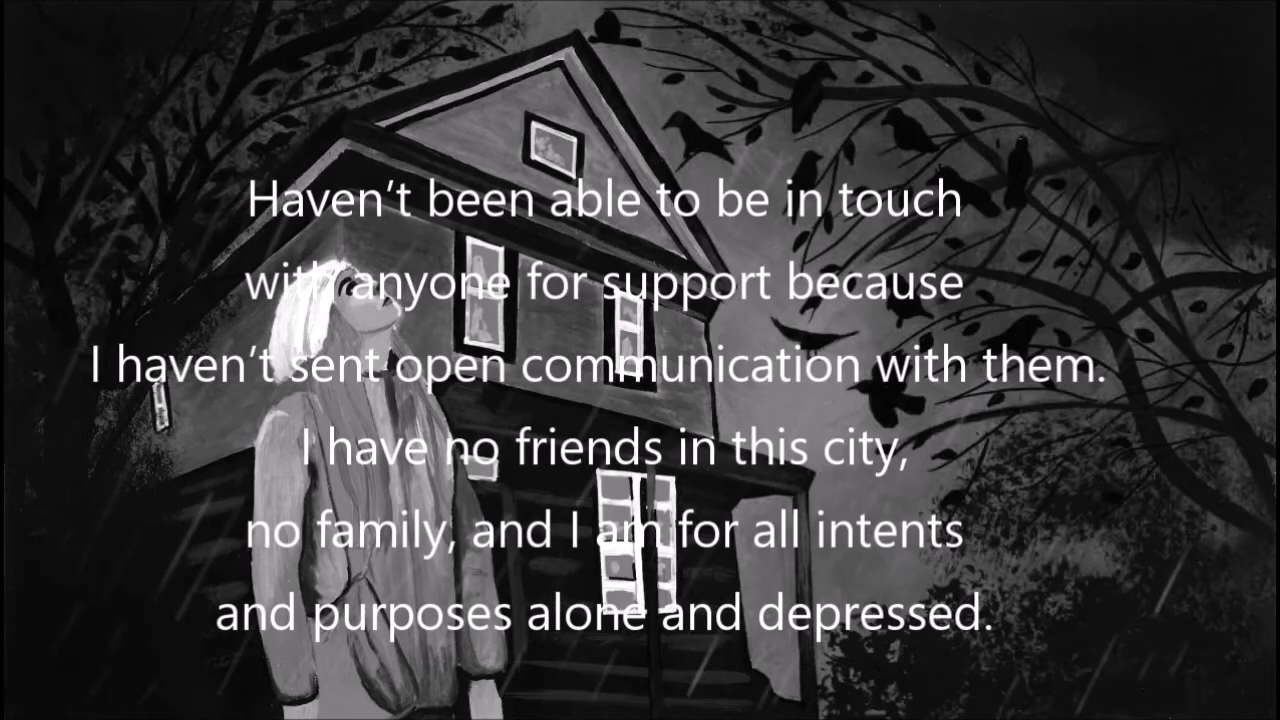 Haven’t been able to be in touch
with anyone for support because
I haven’t sent open communication with them.
I have no friends in this city,
no family, and I am for all intents
and purposes alone and depressed.